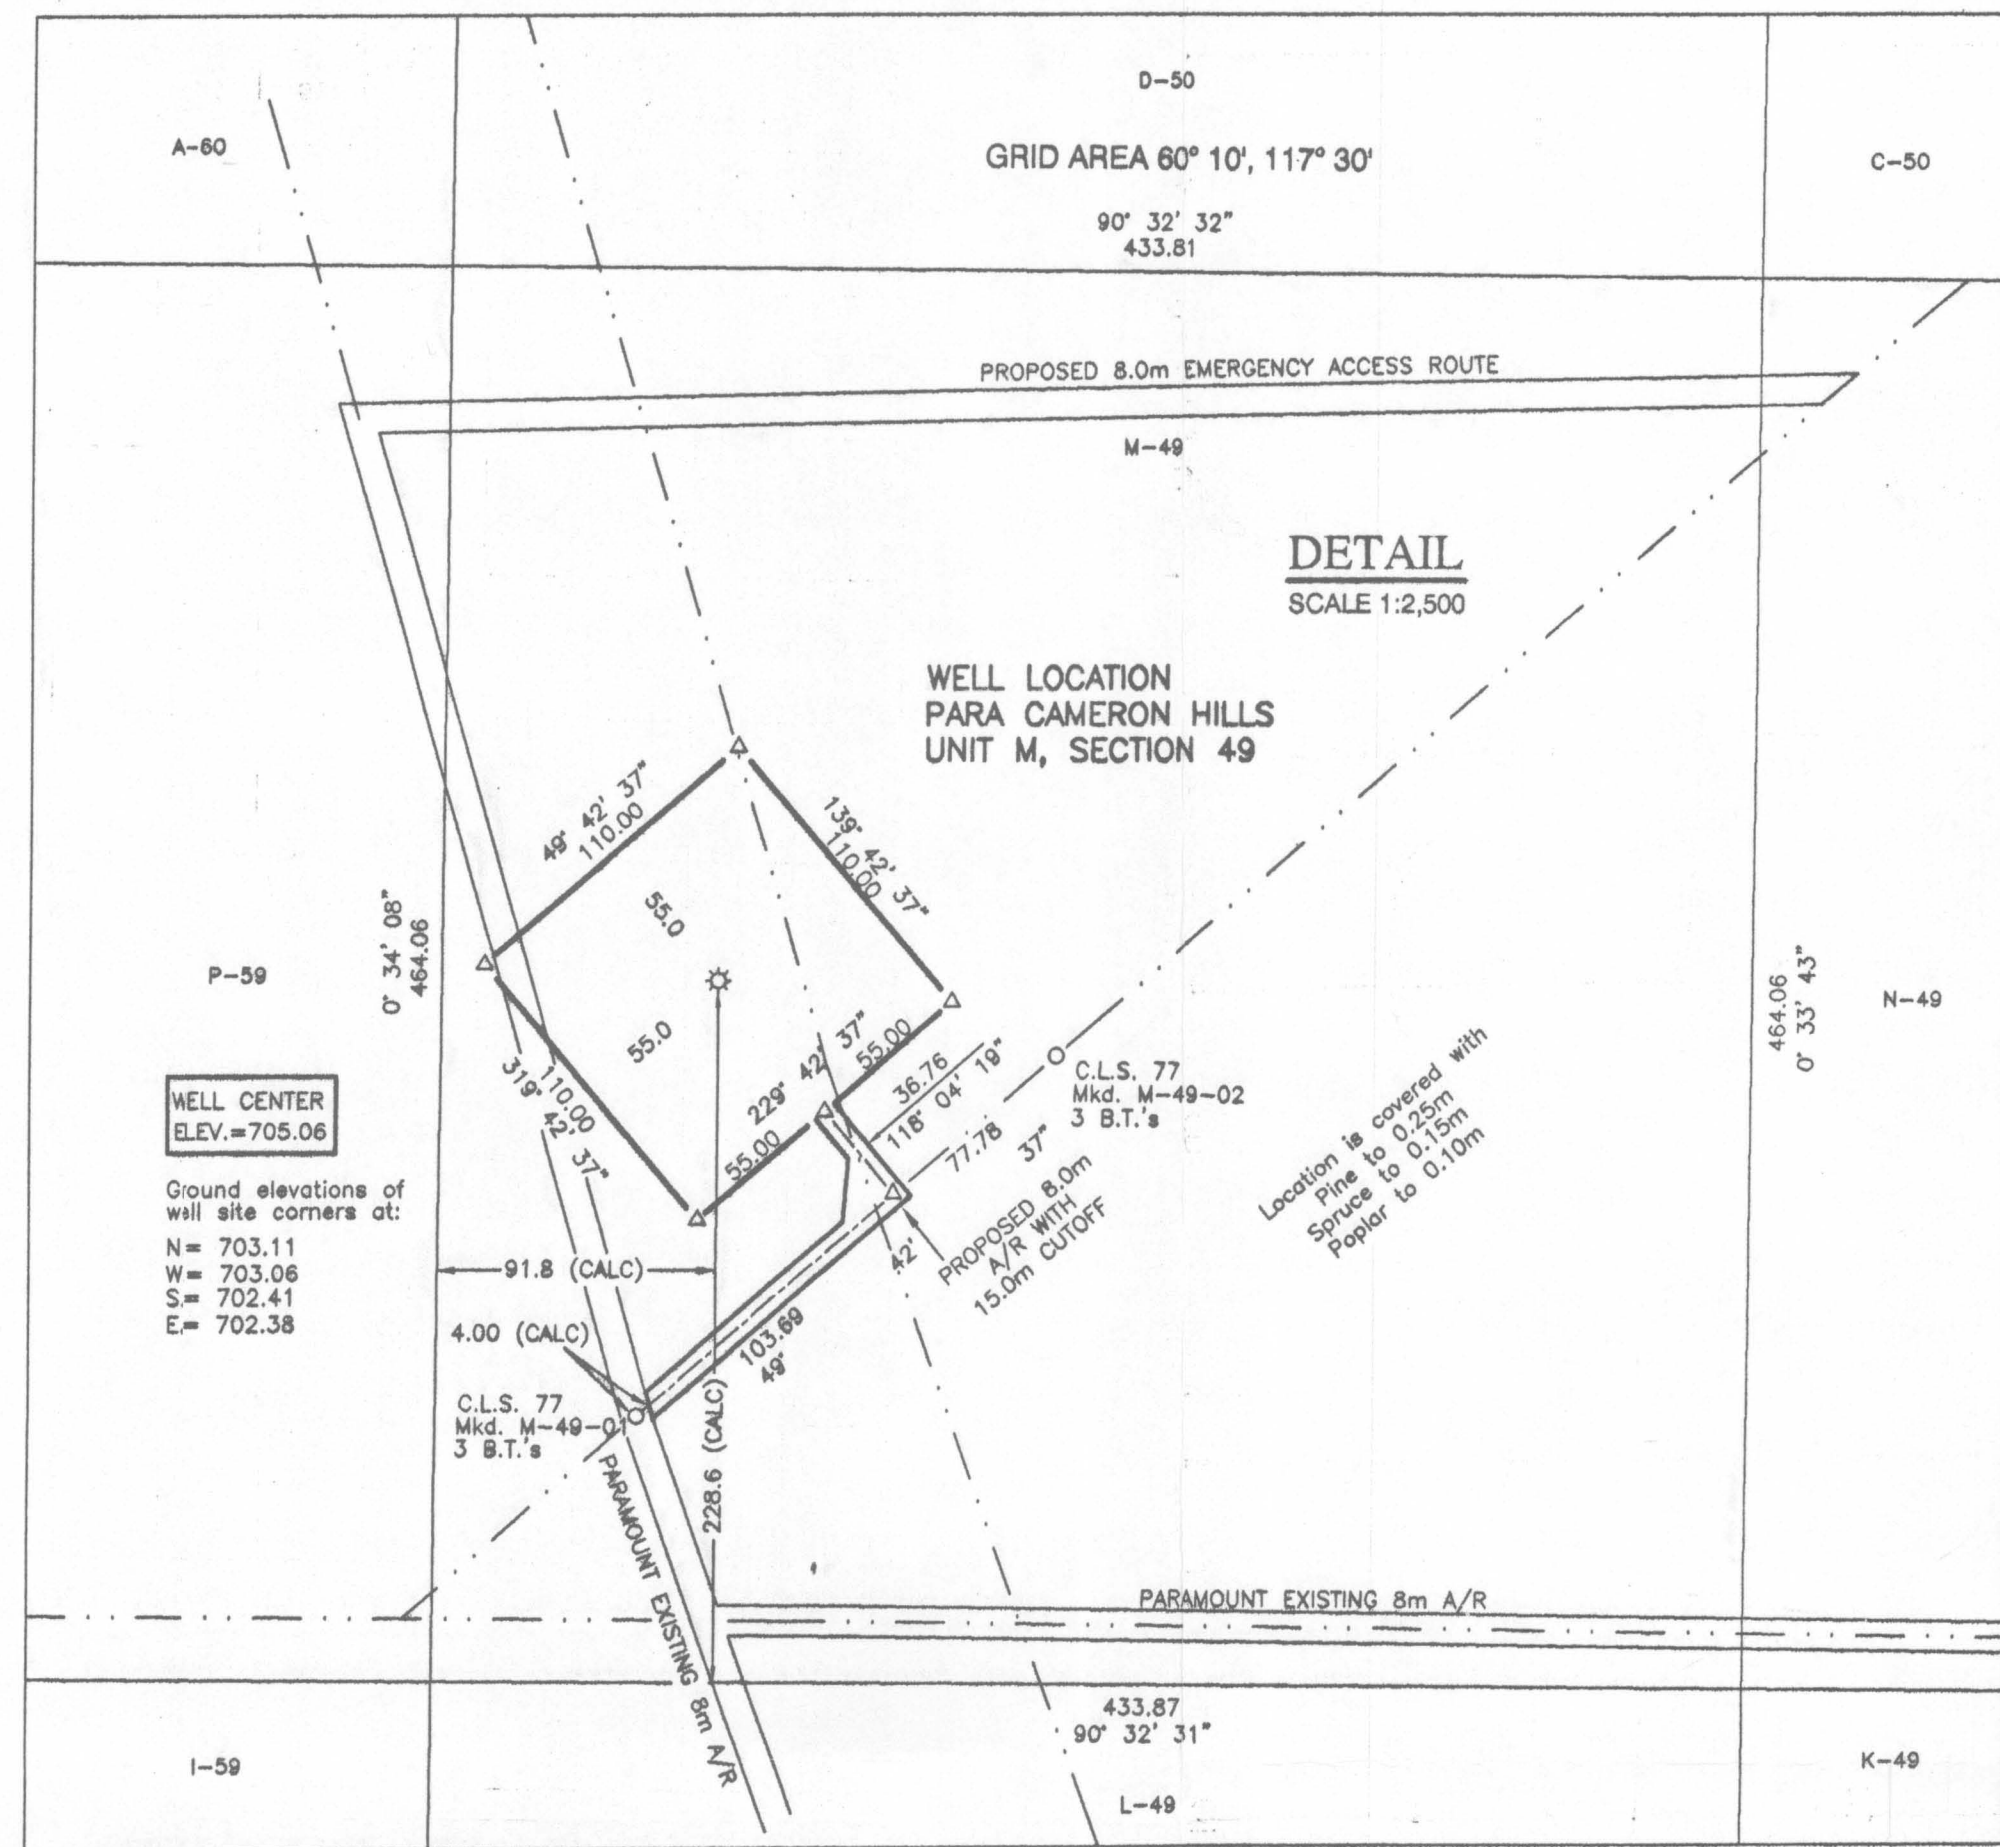 D-50
A-60
GRID AREA 60° 10', 117° 30'
C-50
90° 32' 32"
433.81
PROPOSED 8.0m EMERGENCY ACCESS ROUTE
M-49
DETAIL
SCALE 1:2,500
WELL LOCATION
PARA CAMERON HILLS
UNIT M, SECTION 49
49° 42' 37"
110.00
139° 42' 37"
110.00
55.0
55.0
0° 34' 08"
464.06
P-59
464.06
0° 33' 43"
N-49
229° 42' 37"
55.00
55.00
36.76
118° 04' 19"
77.78
C.L.S. 77
Mkd. M-49-02
3 B.T.'s
Location is covered with
Pine to 0.25m
Spruce to 0.15m
Poplar to 0.10m
WELL CENTER
ELEV.=705.06
319° 42' 37"
110.00
Ground elevations of
well site corners at:
N= 703.11
W= 703.06
S.= 702.41
E.= 702.38
PROPOSED 8.0m
A/R WITH
15.0m CUTOFF
91.8 (CALC)
4.00 (CALC)
103.69
49° 42' 37"
C.L.S. 77
Mkd. M-49-01
3 B.T.'s
228.6 (CALC)
PARAMOUNT EXISTING 8m A/R
PARAMOUNT EXISTING 8m A/R
433.87
90° 32' 31"
I-59
K-49
L-49